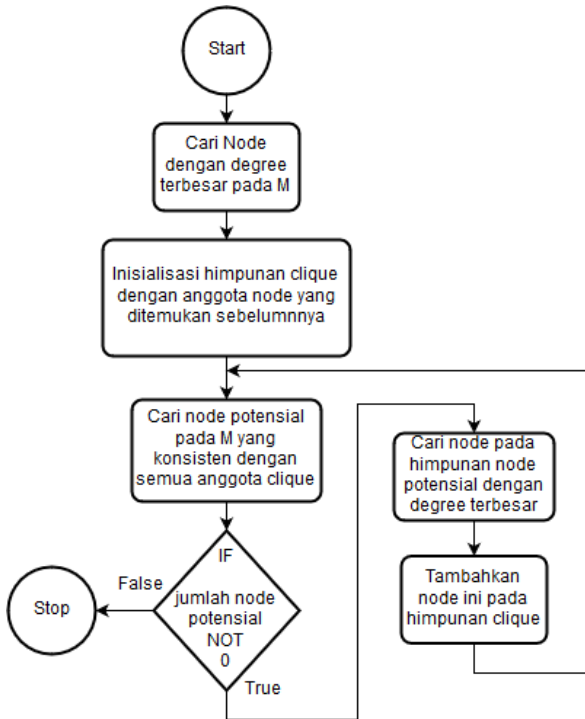 Start
Cari Node
dengan degree
terbesar pada M
Inisialisasi himpunan clique
dengan anggota node yang
ditemukan sebelumnnya
Cari node potensial
pada M yang
konsisten dengan
semua anggota clique
IF
jumlah node
potensial
NOT
0
False
Stop
True
Cari node pada
himpunan node
potensial dengan
degree terbesar
Tambahkan
node ini pada
himpunan clique